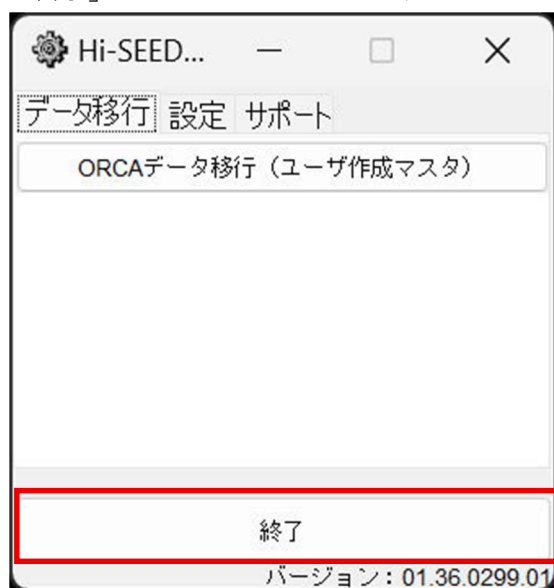 Hi-SEED...
データ移行 設定 サポート
ORCAデータ移行（ユーザ作成マスタ）
終了
バージョン：01.36.0299.01